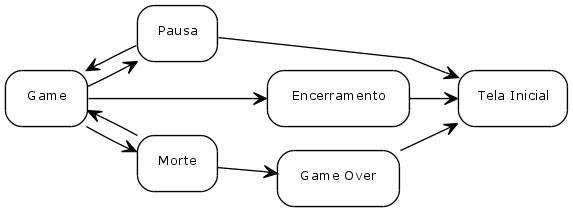 Pausa
Game
Encerramento
Tela Inicial
Morte
Game Over